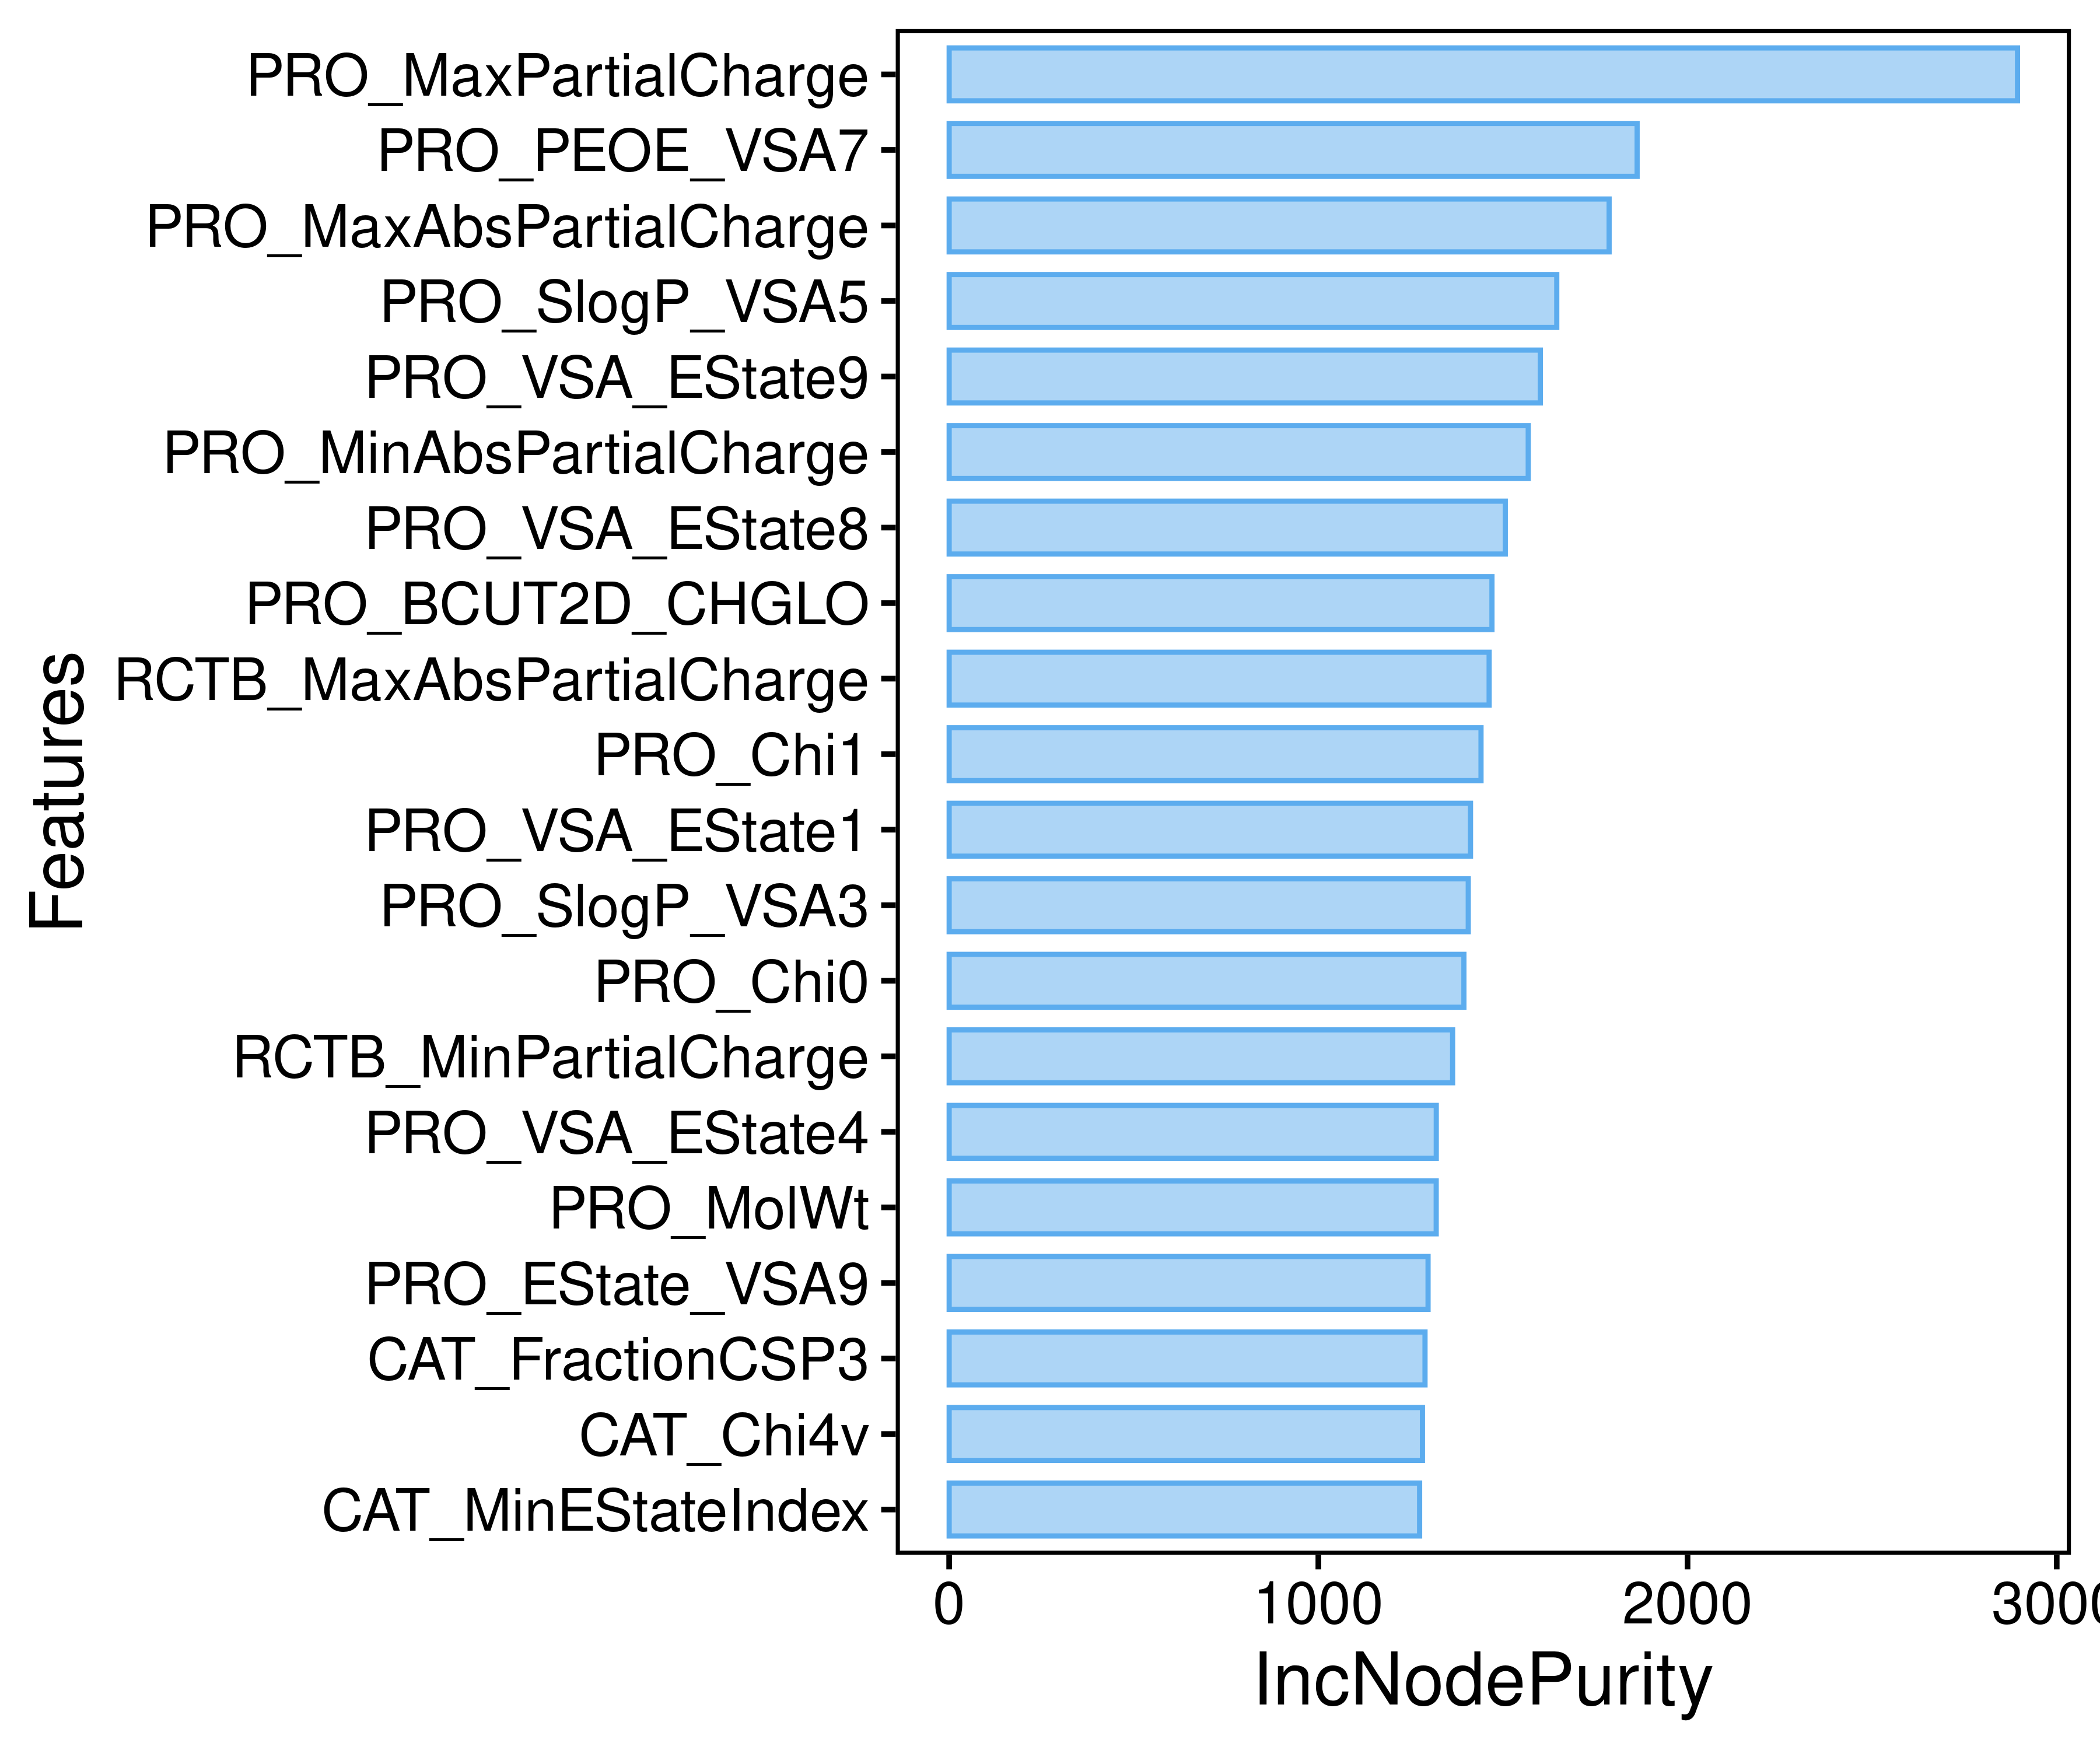 PRO_MaxPartialCharge
PRO_PEOE_VSA7
PRO_MaxAbsPartialCharge
PRO_SlogP_VSA5
PRO_VSA_EState9
PRO_MinAbsPartialCharge
PRO_VSA_EState8
PRO_BCUT2D_CHGLO
RCTB_MaxAbsPartialCharge
PRO_Chi1
PRO_VSA_EState1
PRO_SlogP_VSA3
PRO_Chi0
RCTB_MinPartialCharge
PRO_VSA_EState4
PRO_MolWt
PRO_EState_VSA9
CAT_FractionCSP3
CAT_Chi4v
CAT_MinEStateIndex
Features
0 1000 2000 3000
IncNodePurity